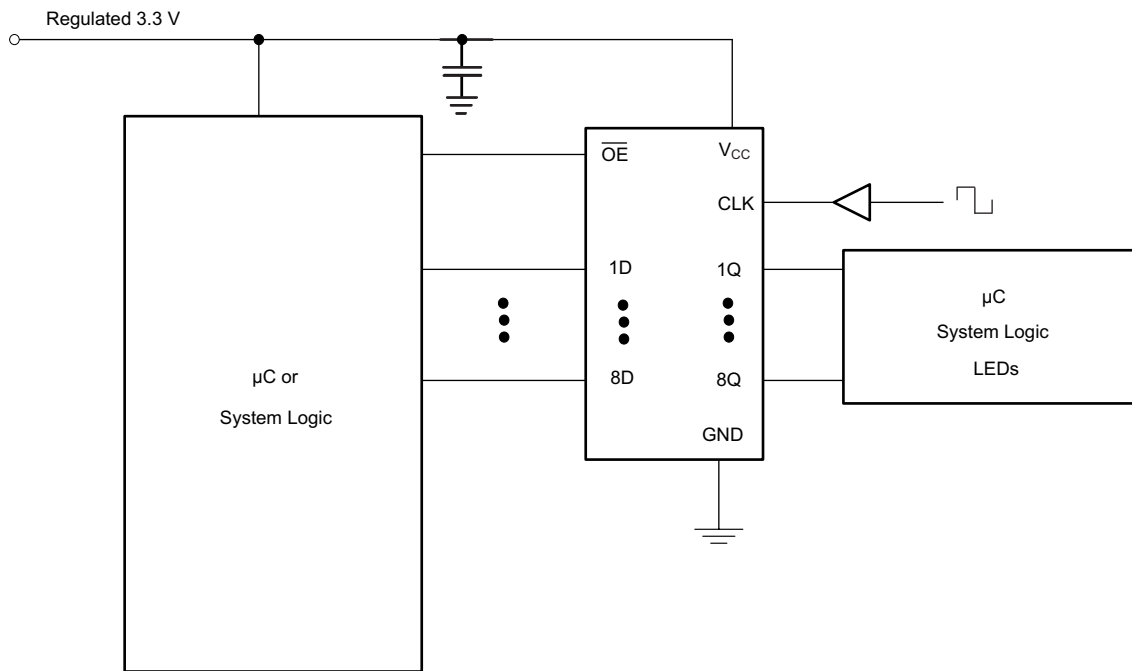 Regulated 3.3 V
OE
VCC
CLK
1D
1Q
µC
System Logic
LEDs
µC or
System Logic
8D
8Q
GND